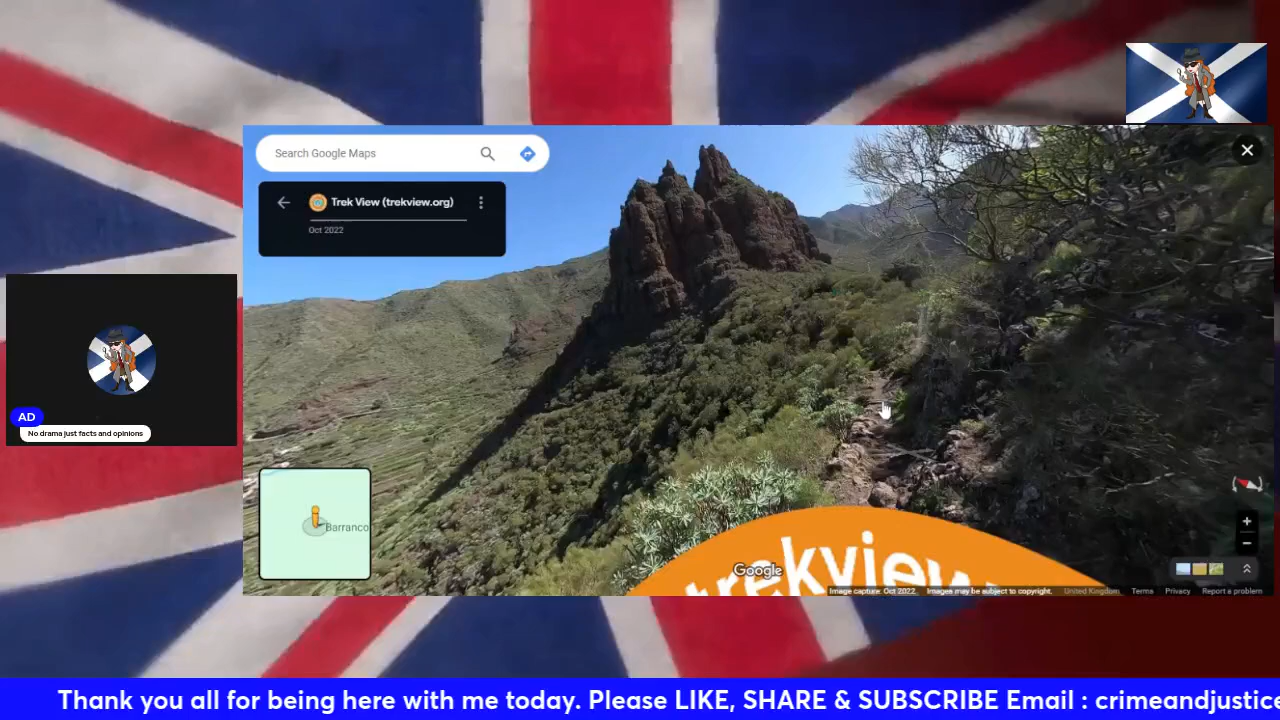 Search Google Maps
Trek View (trekview.org)
Oct 2022
AD
No drama just facts and opinions
Barranco
trekview
Google
Image capture: Oct 2022 Images may be subject to copyright. United Kingdom Terms Privacy Report a problem
Thank you all for being here with me today. Please LIKE, SHARE & SUBSCRIBE Email : crimeandjustice